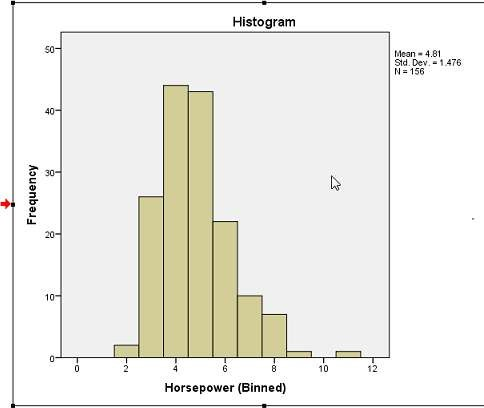 Histogram
Mean = 4.81
Std. Dev. = 1.476
N = 156
50
40
30
20
10
0
Frequency
0 2 4 6 8 10 12
Horsepower (Binned)